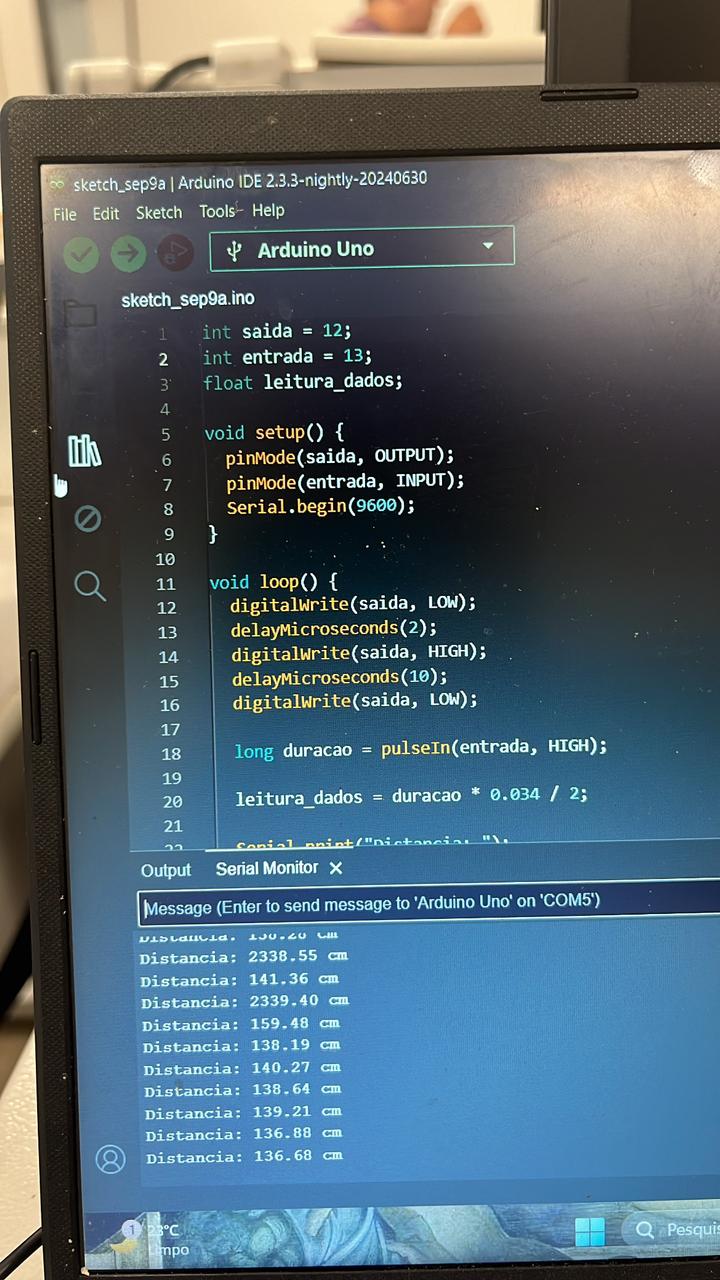 sketch_sep9a | Arduino IDE 2.3.3-nightly-20240630
File Edit Sketch Tools Help
Arduino Uno
sketch_sep9a.ino
1 int saida = 12;
2 int entrada = 13;
3 float leitura_dados;
4
5 void setup() {
6 pinMode(saida, OUTPUT);
7 pinMode(entrada, INPUT);
8 Serial.begin(9600);
9 }
10
11 void loop() {
12 digitalWrite(saida, LOW);
13 delayMicroseconds(2);
14 digitalWrite(saida, HIGH);
15 delayMicroseconds(10);
16 digitalWrite(saida, LOW);
17
18 long duracao = pulseIn(entrada, HIGH);
19
20 leitura_dados = duracao * 0.034 / 2;
21
22 Serial.print("Distancia: ");
Output Serial Monitor
Message (Enter to send message to 'Arduino Uno' on 'COM5')
Distancia: cm
Distancia: 2338.55 cm
Distancia: 141.36 cm
Distancia: 2339.40 cm
Distancia: 159.48 cm
Distancia: 138.19 cm
Distancia: 140.27 cm
Distancia: 138.64 cm
Distancia: 139.21 cm
Distancia: 136.88 cm
Distancia: 136.68 cm
1 23°C
Limpo
Pesquis